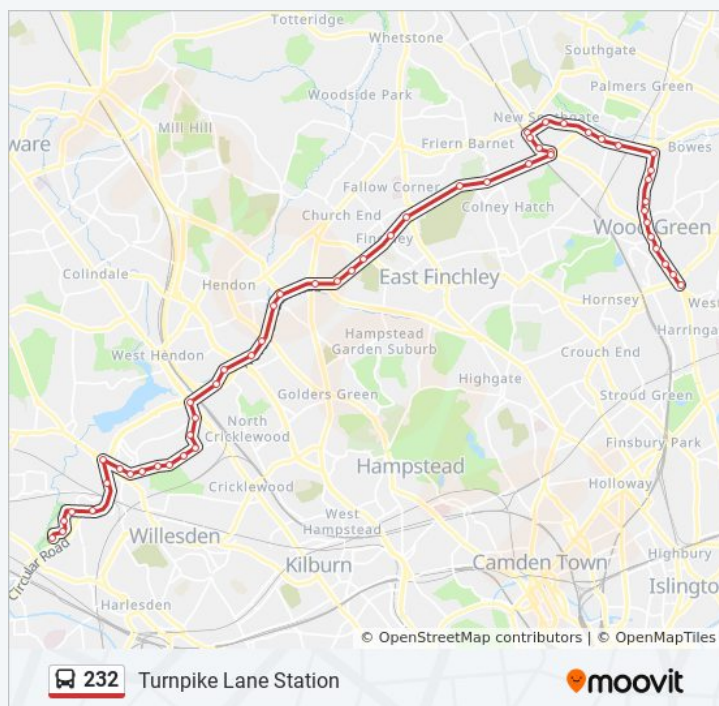 Totteridge
Whetstone
Southgate
Palmers Green
Woodside Park
New Southgate
Mill Hill
Friern Barnet
ware
Bowes
Fallow Corner
Colney Hatch
Church End
Wood Green
Finchley
Colindale
East Finchley
Hendon
Hornsey
West
Harringa
West Hendon
Hampstead
Garden Suburb
Crouch End
Highgate
Golders Green
Stroud Green
North
Cricklewood
Finsbury Park
Hampstead
Holloway
Cricklewood
West
Hampstead
Willesden
Circular Road
Kilburn
Camden Town
Highbury
Islington
Harlesden
© OpenStreetMap contributors | © OpenMapTiles
232 Turnpike Lane Station
moovit